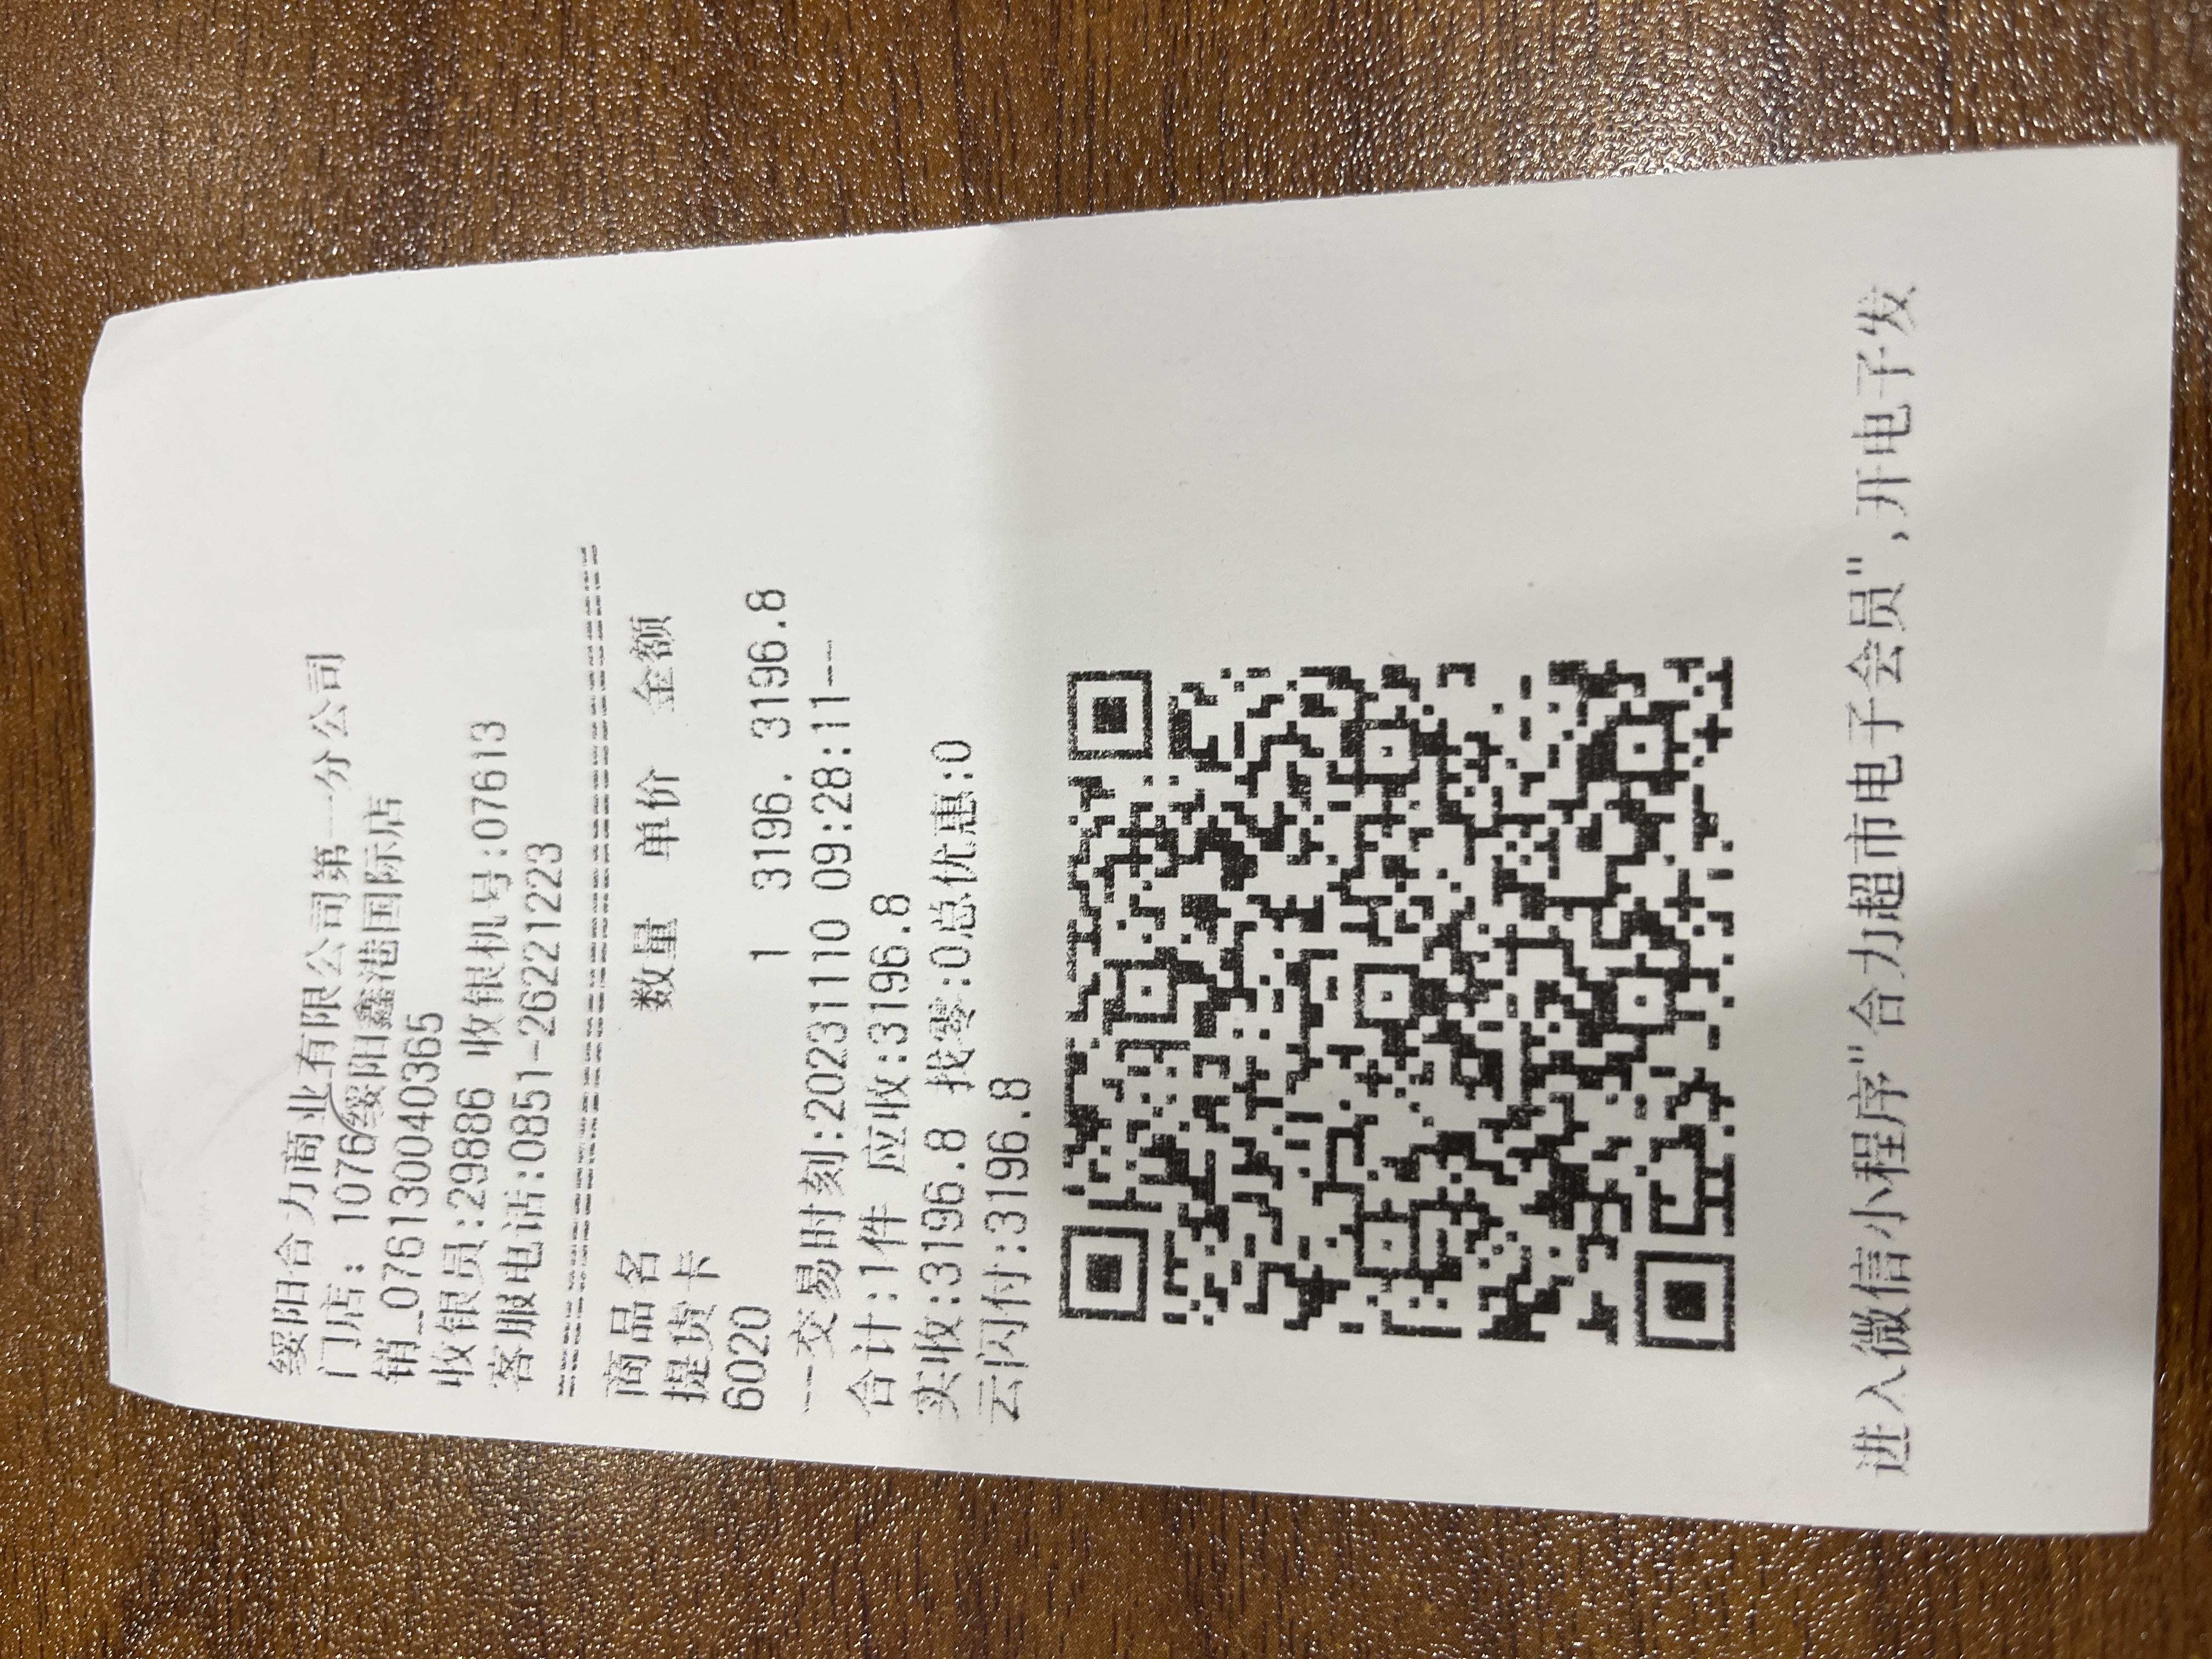 绥阳合力商业有限公司第一分公司
门店: 1076绥阳鑫港国际店
销_0761300040365
收银员:29886 收银机号:07613
客服电话:0851-26221223
商品名 数量 单价 金额
提货卡
6020 1 3196. 3196.8
--交易时刻:20231110 09:28:11--
合计:1件 应收:3196.8
实收:3196.8 找零:0总优惠:0
云闪付:3196.8
进入微信小程序"合力超市电子会员",开电子发